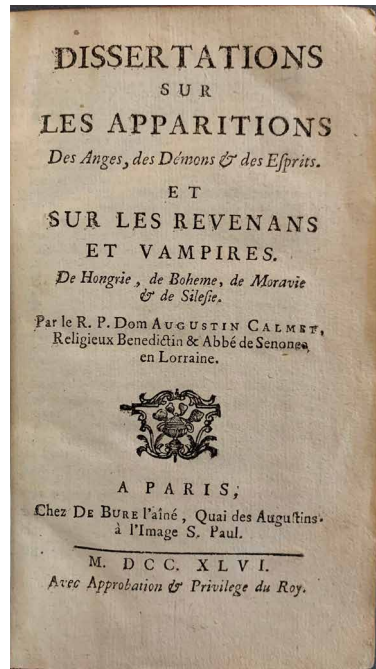 DISSERTATIONS
SUR
LES APPARITIONS
Des Anges, des Démons & des Eſprits.
ET
SUR LES REVENANS
ET VAMPIRES.
De Hongrie, de Boheme, de Moravie
& de Sileſie.
Par le R. P. Dom AUGUSTIN CALMET,
Religieux Benedictin & Abbé de Senones
en Lorraine.
A PARIS,
Chez DE BURE l'aîné, Quai des Auguſtins.
à l'Image S. Paul.
M. DCC. XLVI.
Avec Approbation & Privilege du Roy.